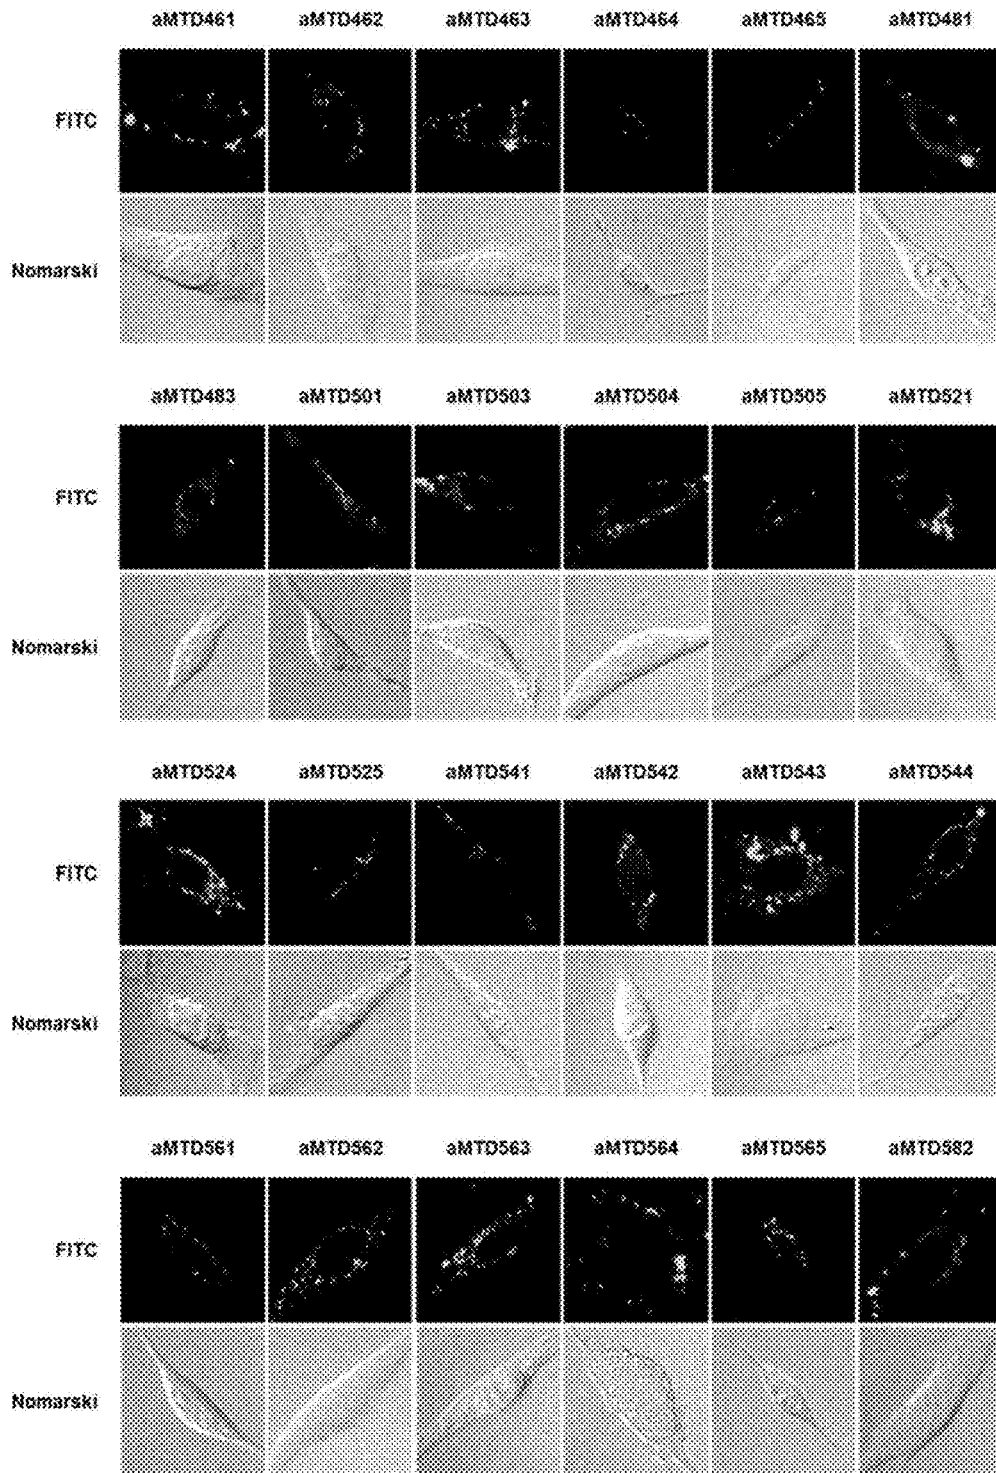 aMTD461 aMTD462 aMTD463 aMTD464 aMTD465 aMTD481
FITC
Nomarski
aMTD483 aMTD501 aMTD503 aMTD504 aMTD505 aMTD521
FITC
Nomarski
aMTD524 aMTD525 aMTD541 aMTD542 aMTD543 aMTD544
FITC
Nomarski
aMTD561 aMTD562 aMTD563 aMTD564 aMTD565 aMTD582
FITC
Nomarski